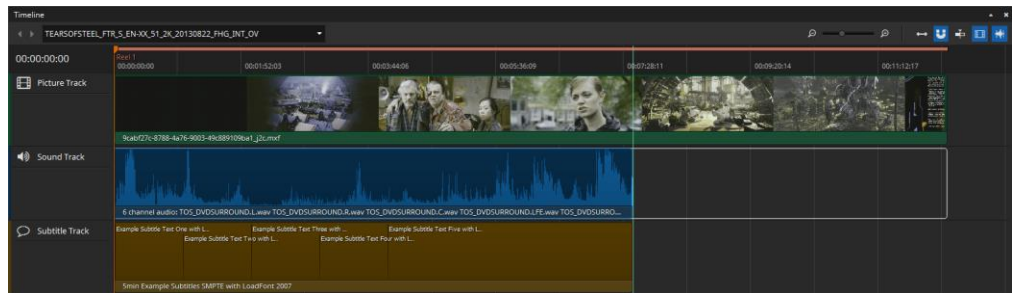 Timeline
TEARSOFSTEEL_FTR_S_EN-XX_51_2K_20130822_FHG_INT_OV
00:00:00:00
Reel 1
00:00:00:00 00:01:52:03 00:03:44:06 00:05:36:09 00:07:28:11 00:09:20:14 00:11:12:17
Picture Track
9cabf27c-8788-4a76-9003-49c889109ba1_j2c.mxf
Sound Track
6 channel audio: TOS_DVDSURROUND.L.wav TOS_DVDSURROUND.R.wav TOS_DVDSURROUND.C.wav TOS_DVDSURROUND.LFE.wav TOS_DVDSURRO...
Subtitle Track
Example Subtitle Text One with L... Example Subtitle Text Three with ... Example Subtitle Text Five with L...
Example Subtitle Text Two with L... Example Subtitle Text Four with L...
5min Example Subtitles SMPTE with LoadFont 2007